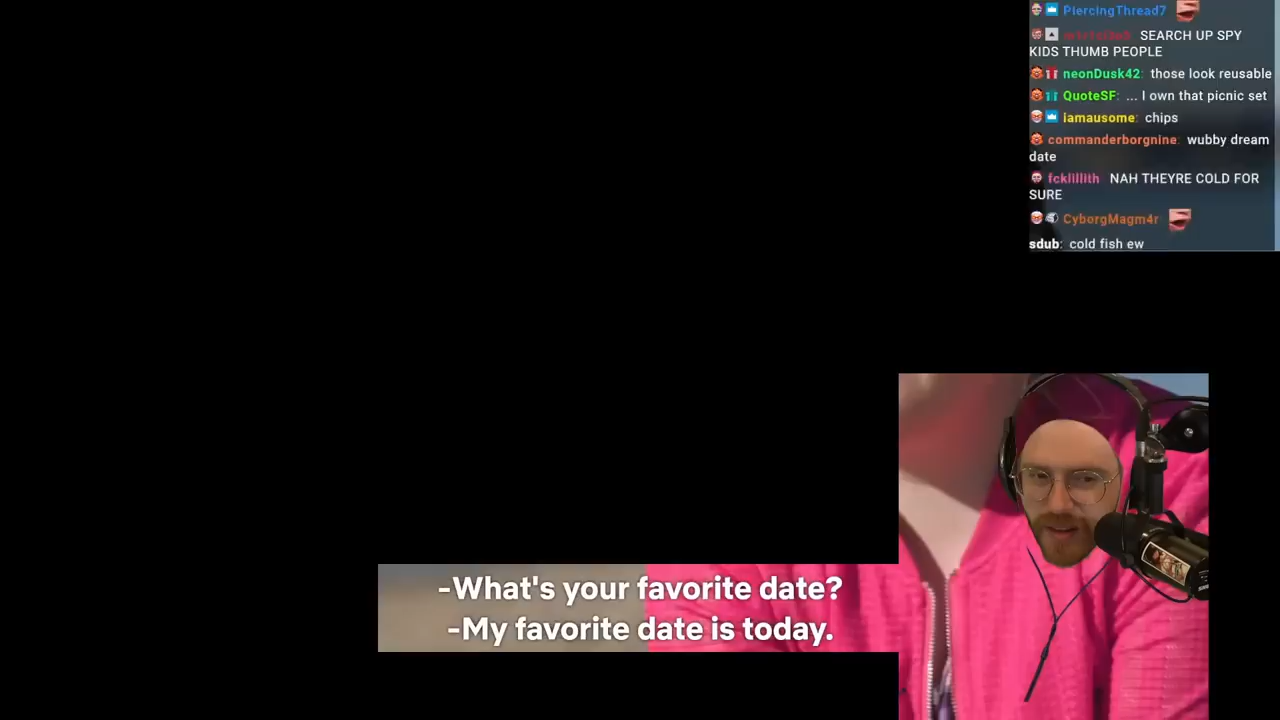 PiercingThread7
SEARCH UP SPY
KIDS THUMB PEOPLE
neonDusk42: those look reusable
QuoteSF: ... I own that picnic set
iamausome: chips
commanderborgnine: wubby dream
date
fcklillith NAH THEYRE COLD FOR
SURE
CyborgMagm4r
sdub: cold fish ew
-What's your favorite date?
-My favorite date is today.